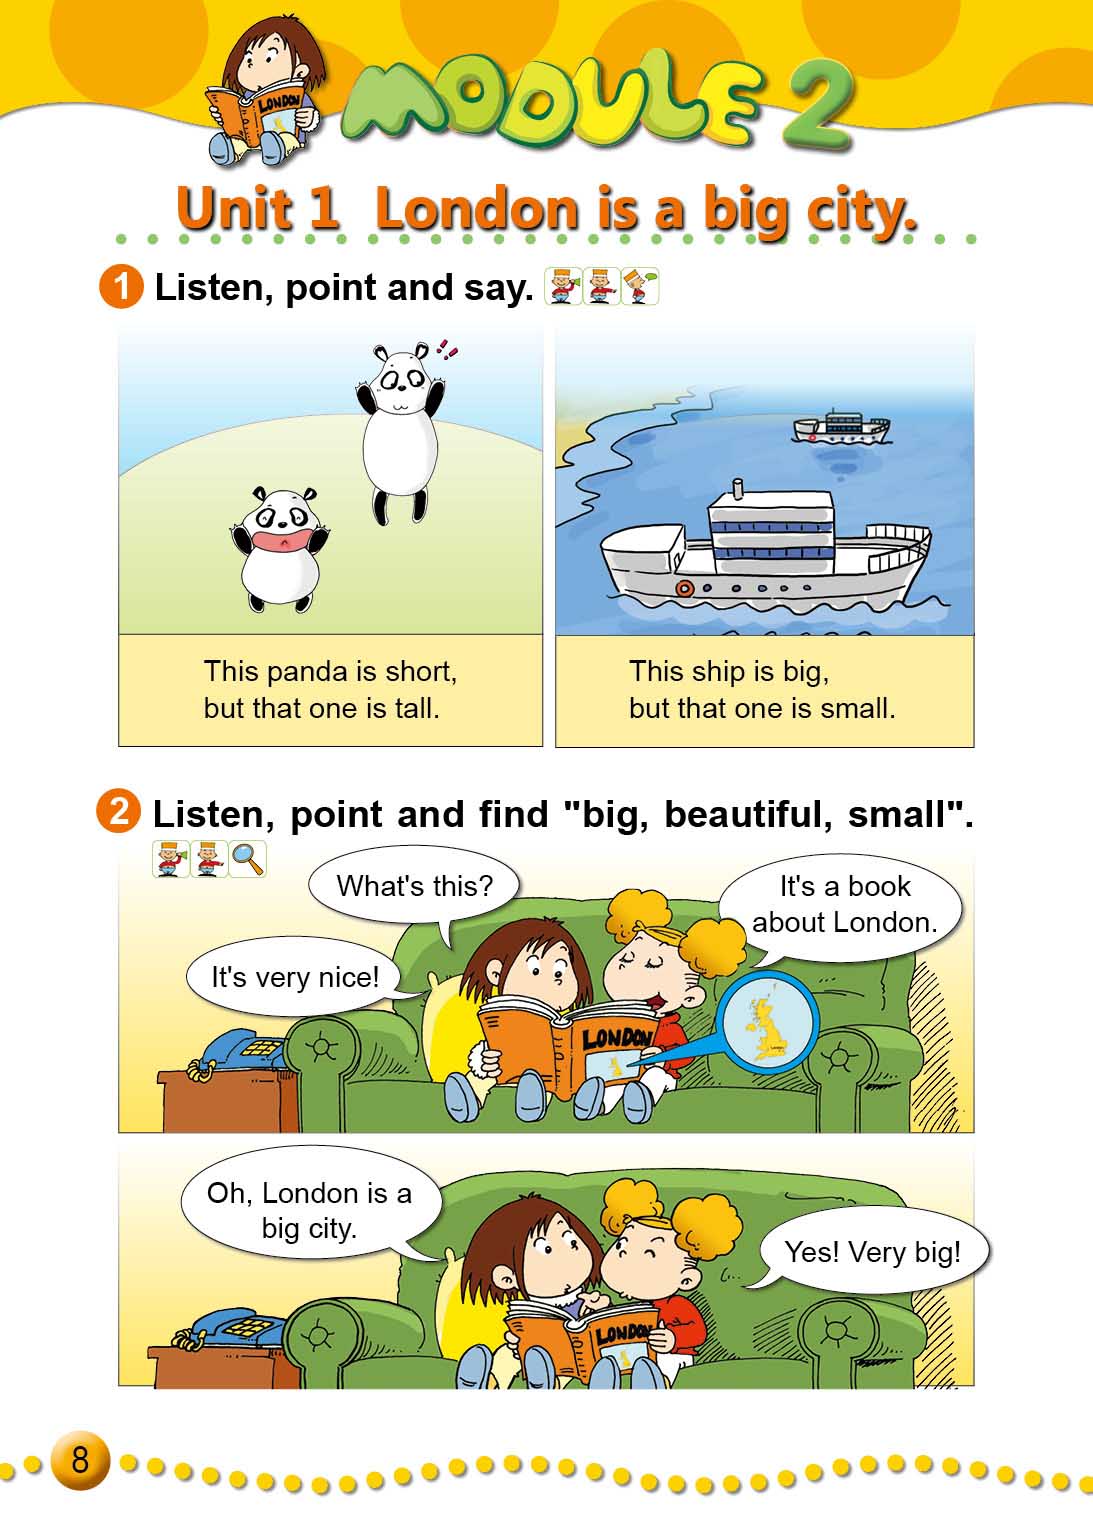 LONDON
MODULE 2
Unit 1 London is a big city.
1 Listen, point and say.
This panda is short,
but that one is tall.
This ship is big,
but that one is small.
2 Listen, point and find "big, beautiful, small".
What's this?
It's a book
about London.
It's very nice!
LONDON
Oh, London is a
big city.
Yes! Very big!
LONDON
8